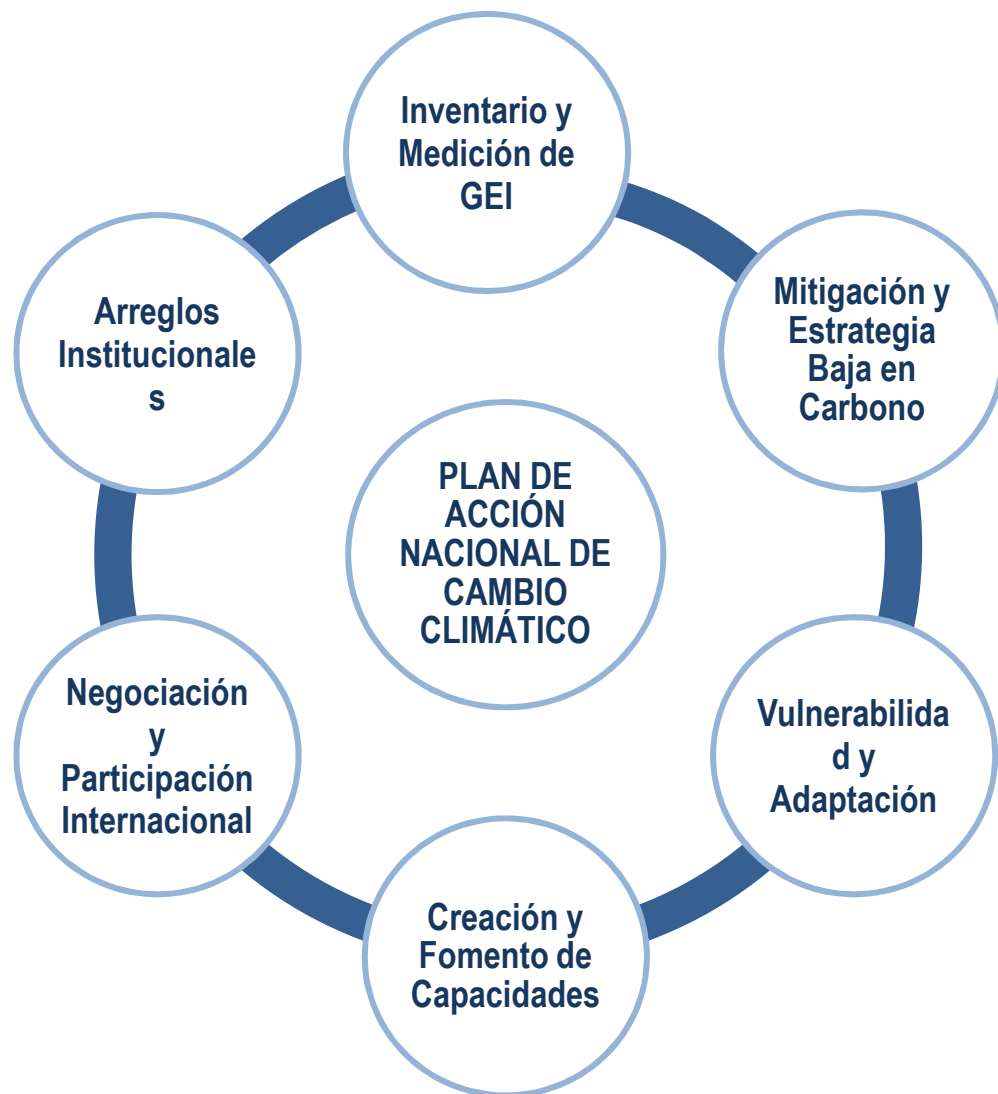 Inventario y
Medición de
GEI
Mitigación y
Estrategia
Baja en
Carbono
Arreglos
Institucionale
s
PLAN DE
ACCIÓN
NACIONAL DE
CAMBIO
CLIMÁTICO
Vulnerabilida
d y
Adaptación
Negociación
y
Participación
Internacional
Creación y
Fomento de
Capacidades